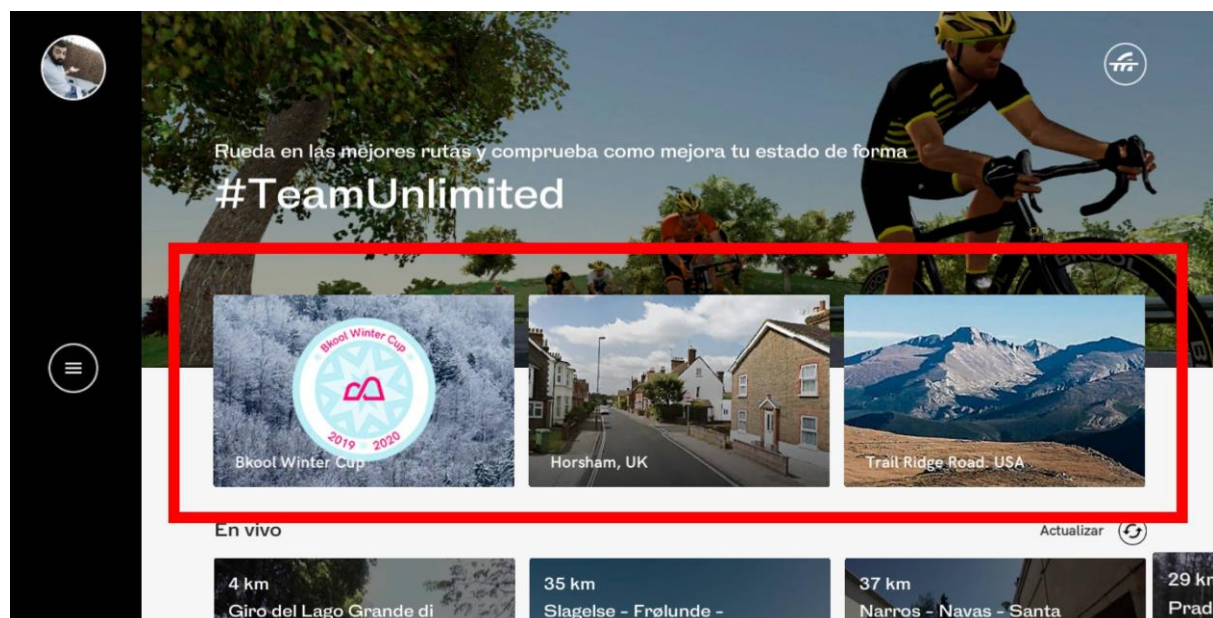 Rueda en las mejores rutas y comprueba como mejora tu estado de forma
#TeamUnlimited
Bkool Winter Cup
2019 2020
Bkool Winter Cup
Horsham, UK
Trail Ridge Road. USA
En vivo
Actualizar
4 km
Giro del Lago Grande di
35 km
Slagelse - Frølunde -
37 km
Narros - Navas - Santa
29 km
Prad